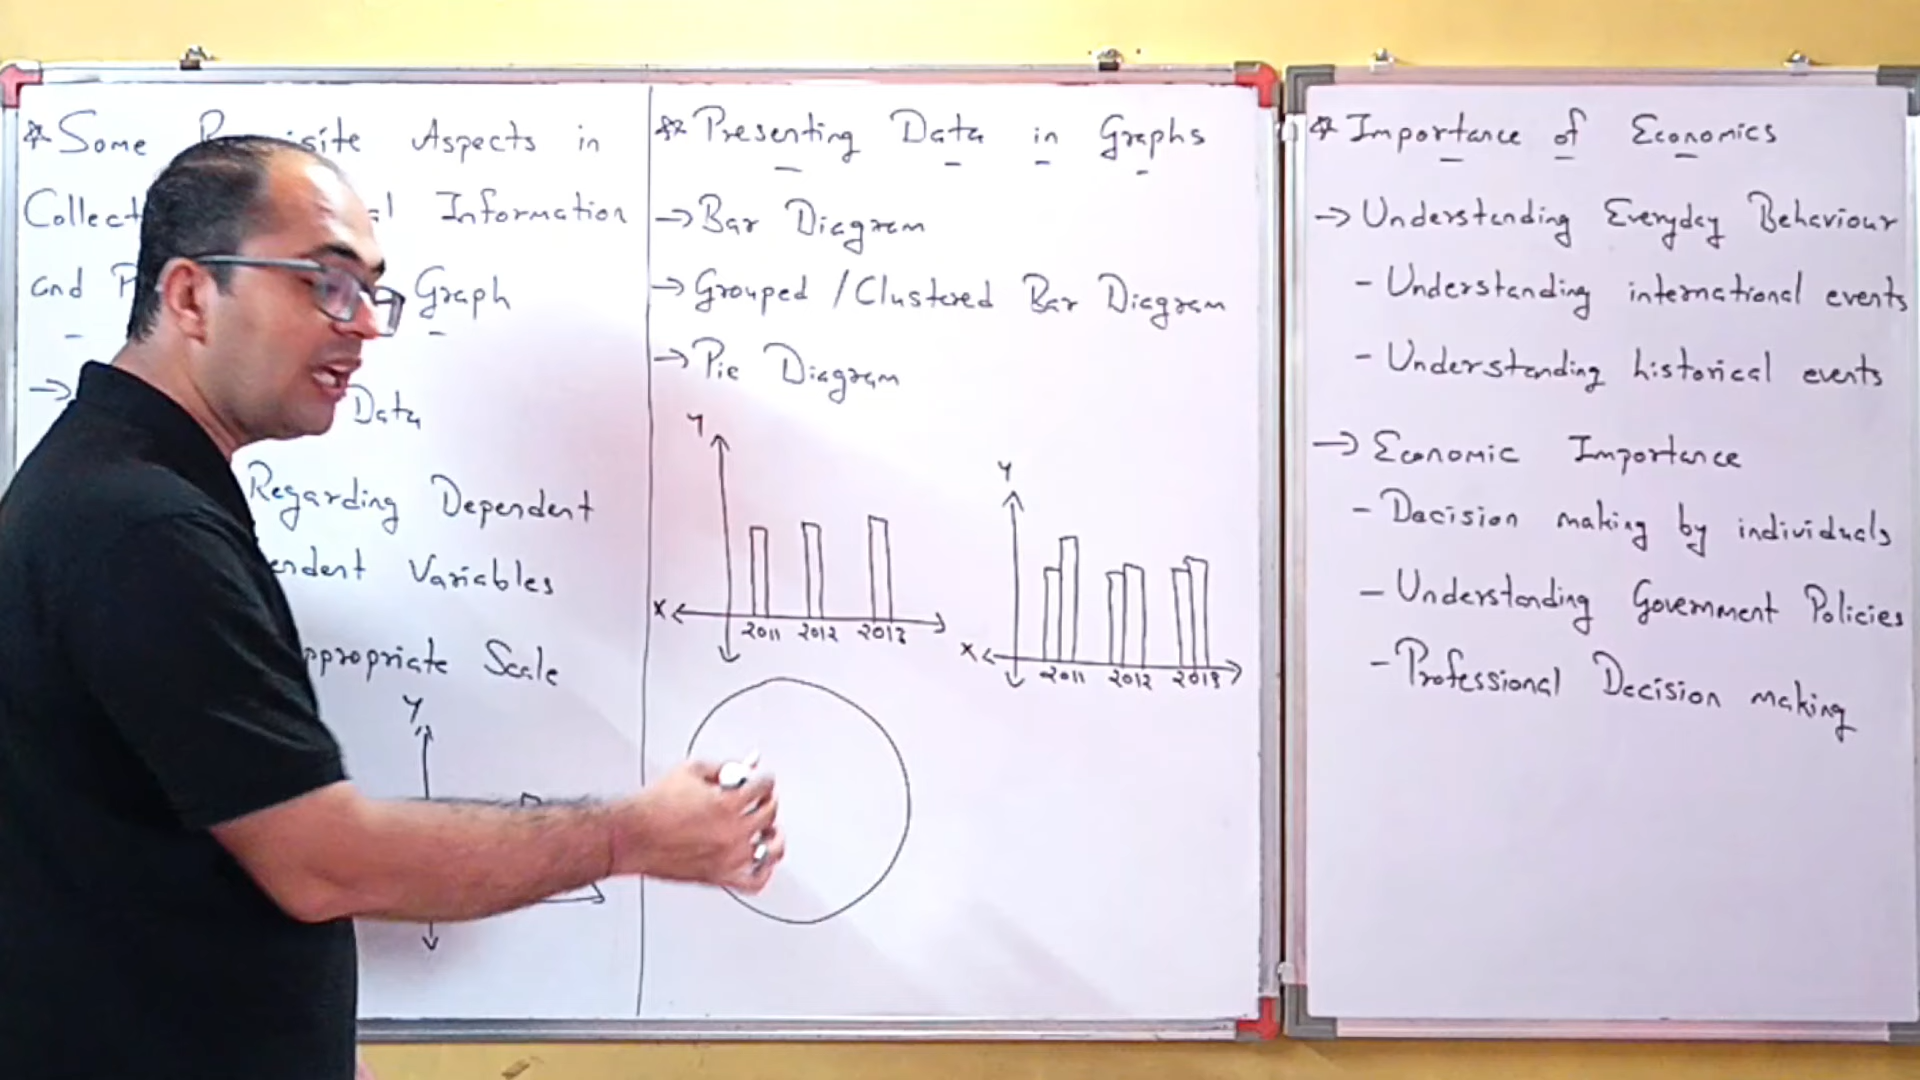 * Some Aspects in
Information
and Graph
→ Data
Regarding Dependent
Variables
Scale
Y
** Presenting Data in Graphs
→ Bar Diagram
→ Grouped / Clustered Bar Diagram
→ Pie Diagram
Y
X
2011 2012 2013
Y
X
2011 2012 2013
* Importance of Economics
→ Understanding Everyday Behaviour
- Understanding international events
- Understanding historical events
→ Economic Importance
- Decision making by individuals
- Understanding Government Policies
- Professional Decision making